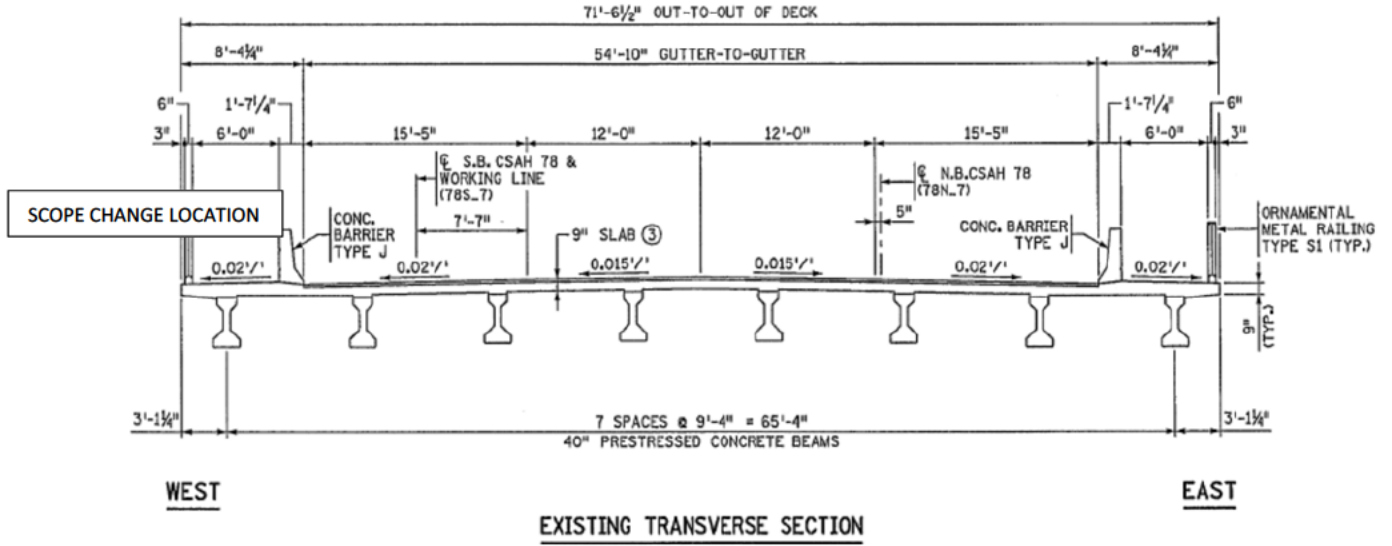 71'-6½" OUT-TO-OUT OF DECK
8'-4¼" 54'-10" GUTTER-TO-GUTTER 8'-4¼"
6" 1'-7¼" 1'-7¼" 6"
3" 6'-0" 15'-5" 12'-0" 12'-0" 15'-5" 6'-0" 3"
℄ S.B. CSAH 78 &
WORKING LINE
(78S_7)
℄ N.B.CSAH 78
(78N_7)
SCOPE CHANGE LOCATION
CONC.
BARRIER
TYPE J
7'-7"
9" SLAB ③
5"
CONC. BARRIER
TYPE J
ORNAMENTAL
METAL RAILING
TYPE S1 (TYP.)
0.02'/' 0.02'/' 0.015'/' 0.015'/' 0.02'/' 0.02'/'
9"
(TYP.)
3'-1¼" 7 SPACES @ 9'-4" = 65'-4" 3'-1¼"
40" PRESTRESSED CONCRETE BEAMS
WEST EAST
EXISTING TRANSVERSE SECTION